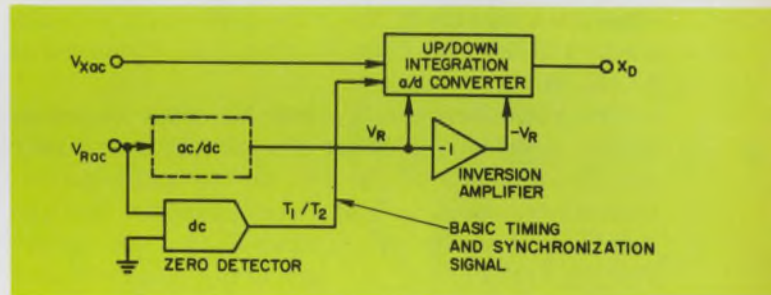 V_Xac
UP/DOWN
INTEGRATION
a/d CONVERTER
X_D
V_Rac
ac/dc
V_R
-1
-V_R
INVERSION
AMPLIFIER
dc
T_1/T_2
ZERO DETECTOR
BASIC TIMING
AND SYNCHRONIZATION
SIGNAL